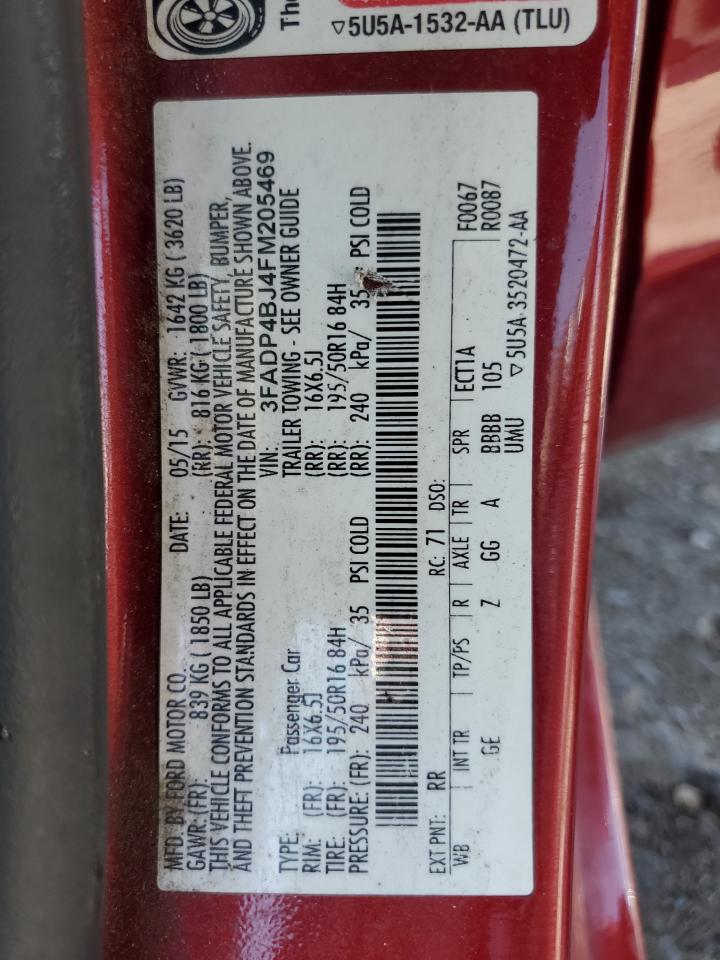 The
▽5U5A-1532-AA (TLU)
MFD BY FORD MOTOR CO. DATE: 05/15 GVWR: 1642 KG ( 3620 LB)
GAWR: (FR): 839 KG ( 1850 LB) (RR): 816 KG ( 1800 LB)
THIS VEHICLE CONFORMS TO ALL APPLICABLE FEDERAL MOTOR VEHICLE SAFETY, BUMPER,
AND THEFT PREVENTION STANDARDS IN EFFECT ON THE DATE OF MANUFACTURE SHOWN ABOVE.
VIN: 3FADP4BJ4FM205469
TYPE: Passenger Car TRAILER TOWING - SEE OWNER GUIDE
RIM: (FR): 16X6.5J (RR): 16X6.5J
TIRE: (FR) 195/50R16 84H (RR): 195/50R16 84H
PRESSURE: (FR): 240 kPa/ 35 PSI COLD (RR): 240 kPa/ 35 PSI COLD
EXT PNT: RR RC: 71 DSO: F0067
WB INT TR TP/PS R AXLE TR SPR ECT1A R0087
GE Z GG A BBBB 105
UMU ▽5U5A 3520472-AA